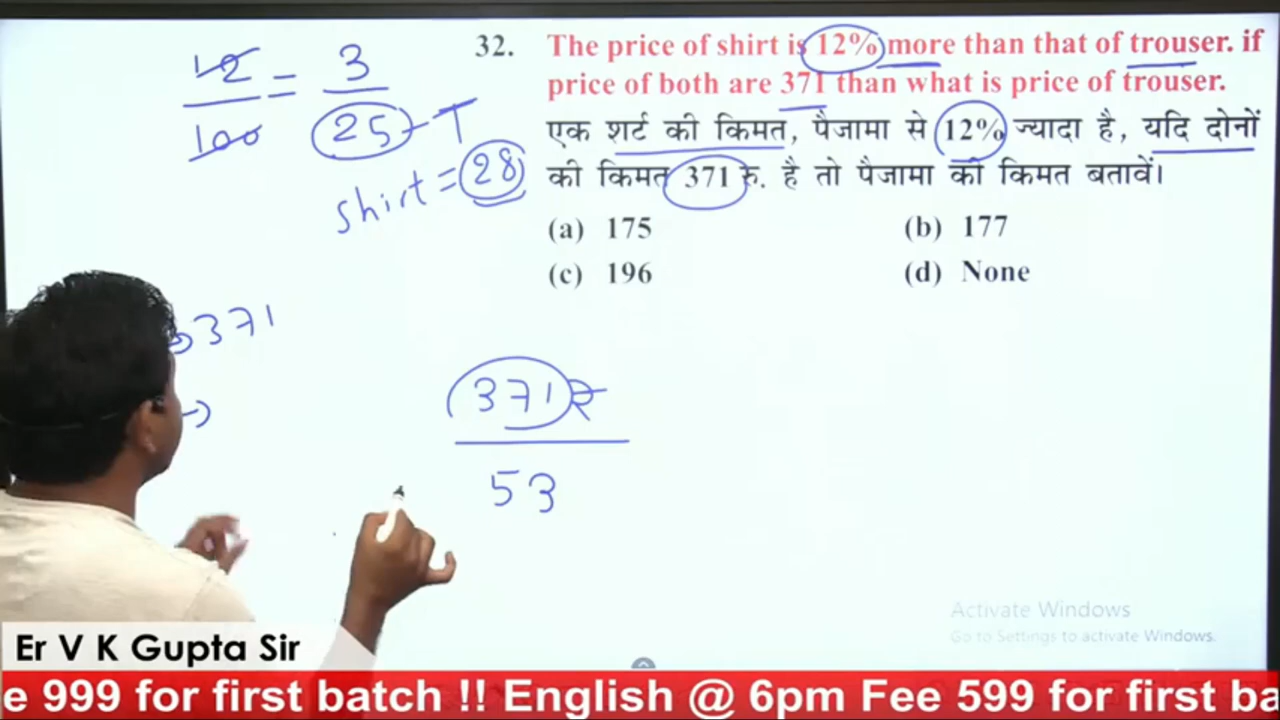 32. The price of shirt is 12% more than that of trouser. if
price of both are 371 than what is price of trouser.
एक शर्ट की किमत, पैजामा से 12% ज्यादा है, यदि दोनों
की किमत 371 रु. है तो पैजामा की किमत बतावें।
(a) 175 (b) 177
(c) 196 (d) None
12/100 = 3/25 - T
shirt = 28
371
371₹
53
Activate Windows
Go to Settings to activate Windows.
Er V K Gupta Sir
e 999 for first batch !! English @ 6pm Fee 599 for first ba